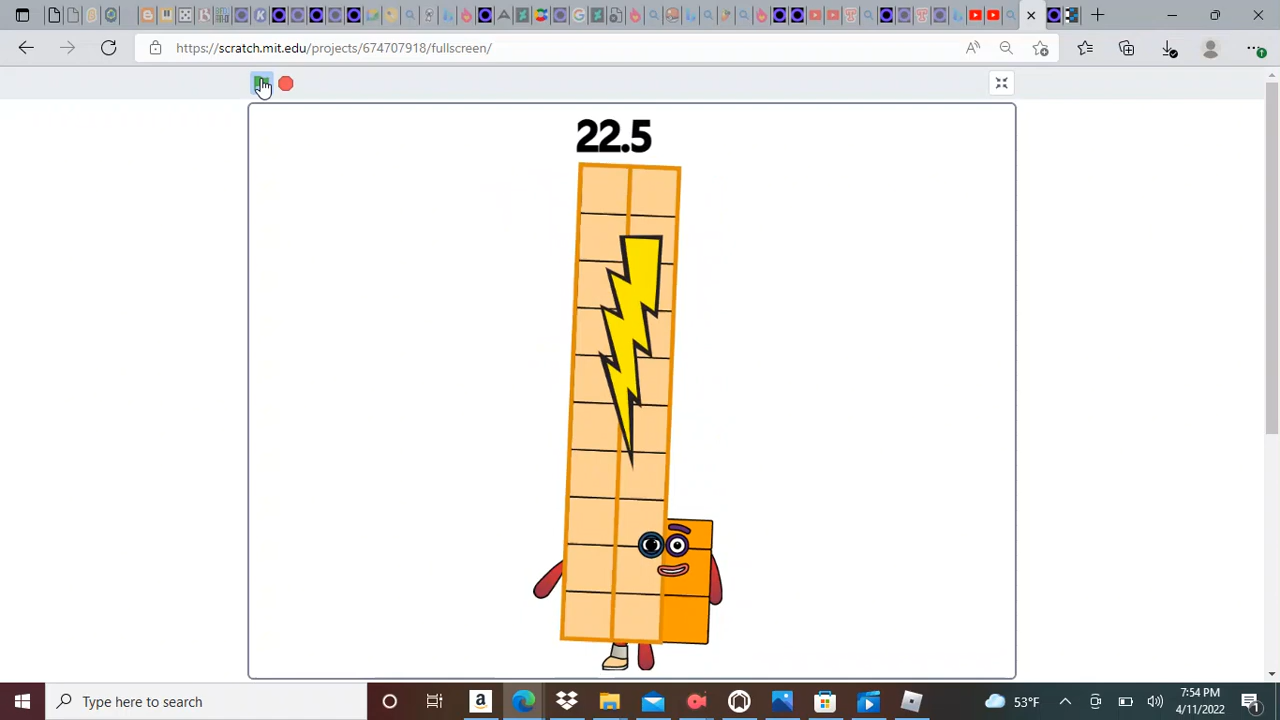 https://scratch.mit.edu/projects/674707918/fullscreen/
22.5
Type here to search
53°F
7:54 PM
4/11/2022